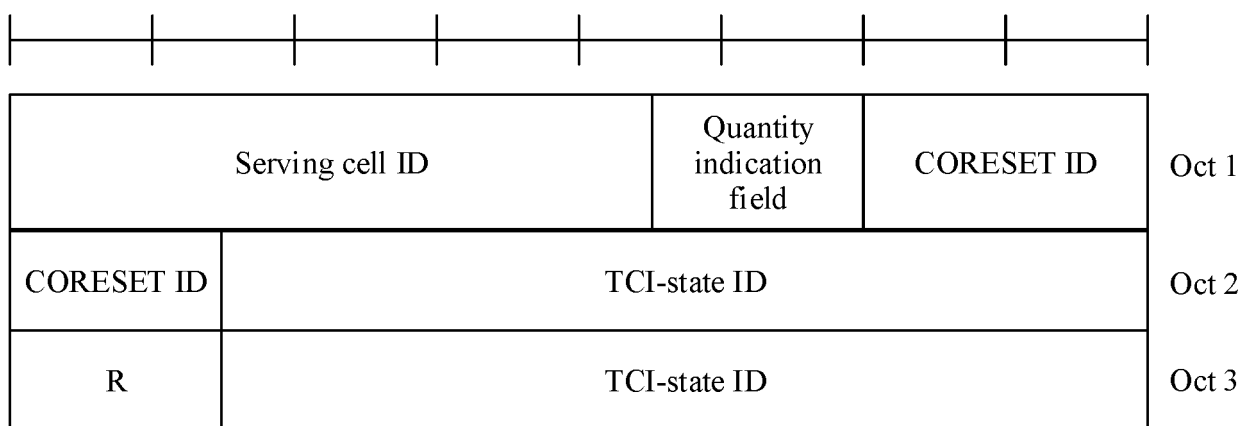 Serving cell ID
Quantity
indication
field
CORESET ID
Oct 1
CORESET ID
TCI-state ID
Oct 2
R
TCI-state ID
Oct 3